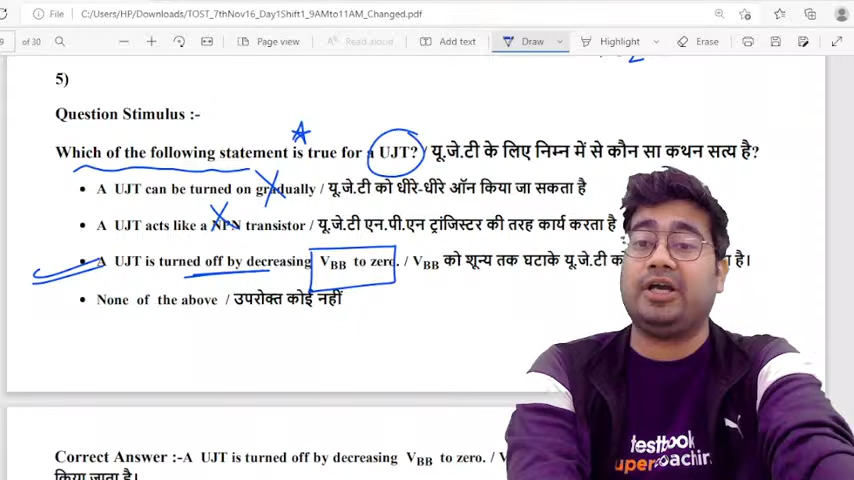 File C:/Users/HP/Downloads/TOST_7thNov16_Day1Shift1_9AMto11AM_Changed.pdf
9 of 30 Page view Read aloud Add text Draw Highlight Erase
5)
Question Stimulus :-
Which of the following statement is true for a UJT? / यू.जे.टी के लिए निम्न में से कौन सा कथन सत्य है?
• A UJT can be turned on gradually / यू.जे.टी को धीरे-धीरे ऑन किया जा सकता है
• A UJT acts like a NPN transistor / यू.जे.टी एन.पी.एन ट्रांजिस्टर की तरह कार्य करता है
• A UJT is turned off by decreasing VBB to zero. / VBB को शून्य तक घटाके यू.जे.टी को है।
• None of the above / उपरोक्त कोई नहीं
testbook
supercoaching
Correct Answer :- A UJT is turned off by decreasing VBB to zero. /
किया जाता है।